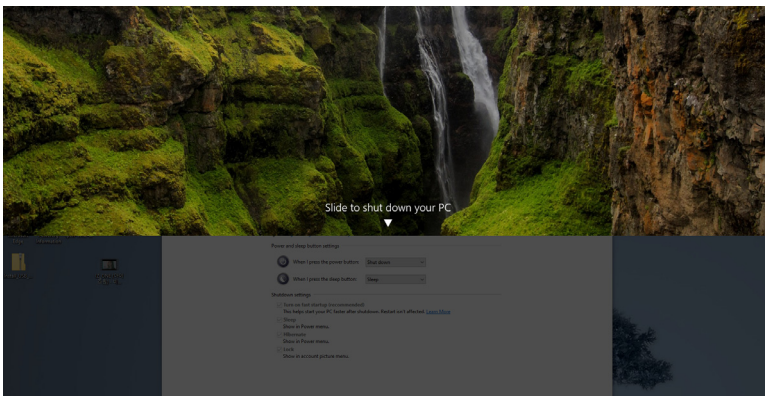 Slide to shut down your PC
Power and sleep button settings
When I press the power button: Shut down
When I press the sleep button: Sleep
Shutdown settings
Turn on fast startup (recommended)
This helps start your PC faster after shutdown. Restart isn't affected. Learn More
Sleep
Show in Power menu.
Hibernate
Show in Power menu.
Lock
Show in account picture menu.